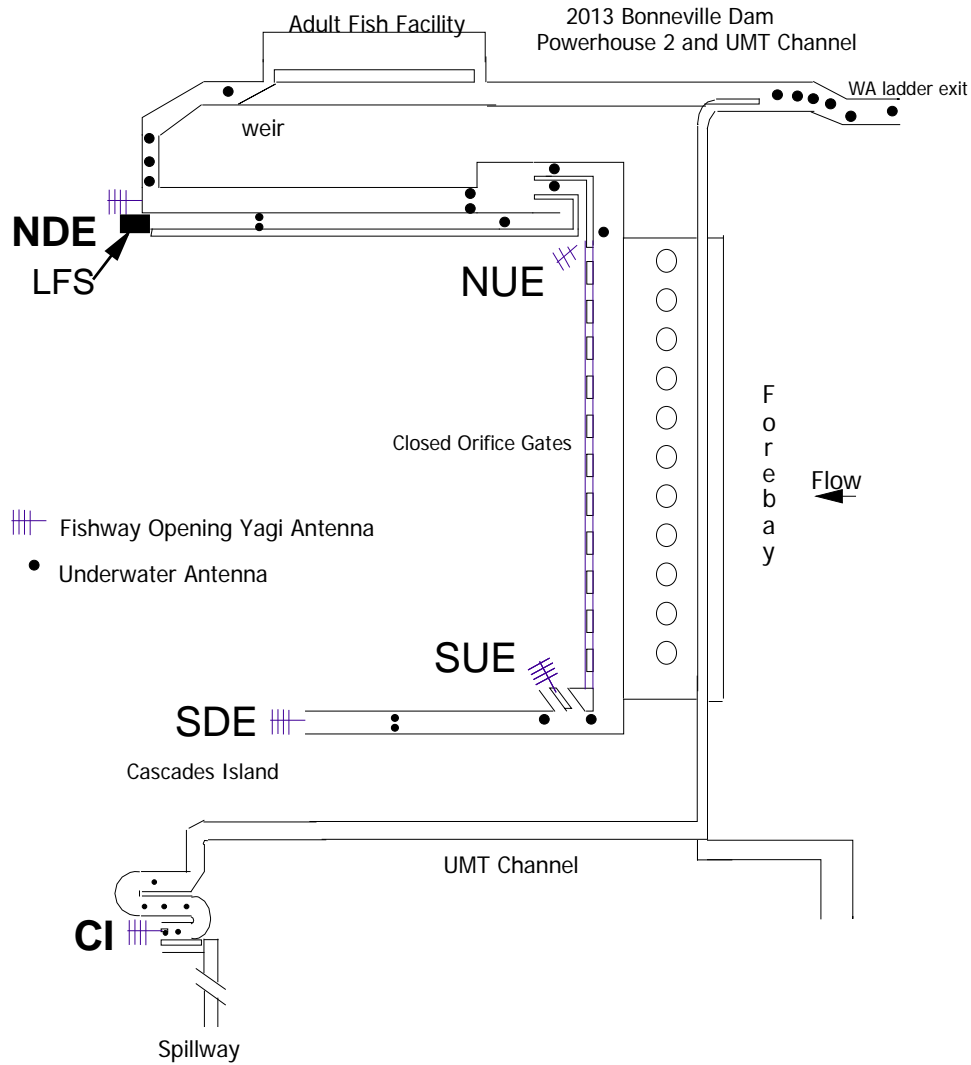 2013 Bonneville Dam
Powerhouse 2 and UMT Channel
Adult Fish Facility
WA ladder exit
weir
NDE
LFS
NUE
Closed Orifice Gates
Forebay
Flow
Fishway Opening Yagi Antenna
Underwater Antenna
SUE
SDE
Cascades Island
UMT Channel
CI
Spillway